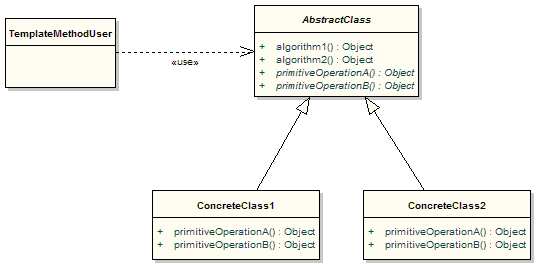 TemplateMethodUser
«use»
AbstractClass
+ algorithm1() : Object
+ algorithm2() : Object
+ primitiveOperationA() : Object
+ primitiveOperationB() : Object
ConcreteClass1
+ primitiveOperationA() : Object
+ primitiveOperationB() : Object
ConcreteClass2
+ primitiveOperationA() : Object
+ primitiveOperationB() : Object